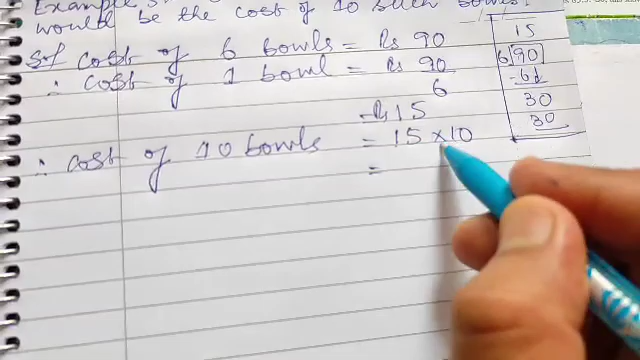 Example
would be the cost of 10 such bowls.
Sol Cost of 6 bowls = Rs 90
∴ Cost of 1 bowl = Rs 90
6
= Rs 15
∴ Cost of 10 bowls = 15 × 10
=
15
6)90
-6↓
30
30